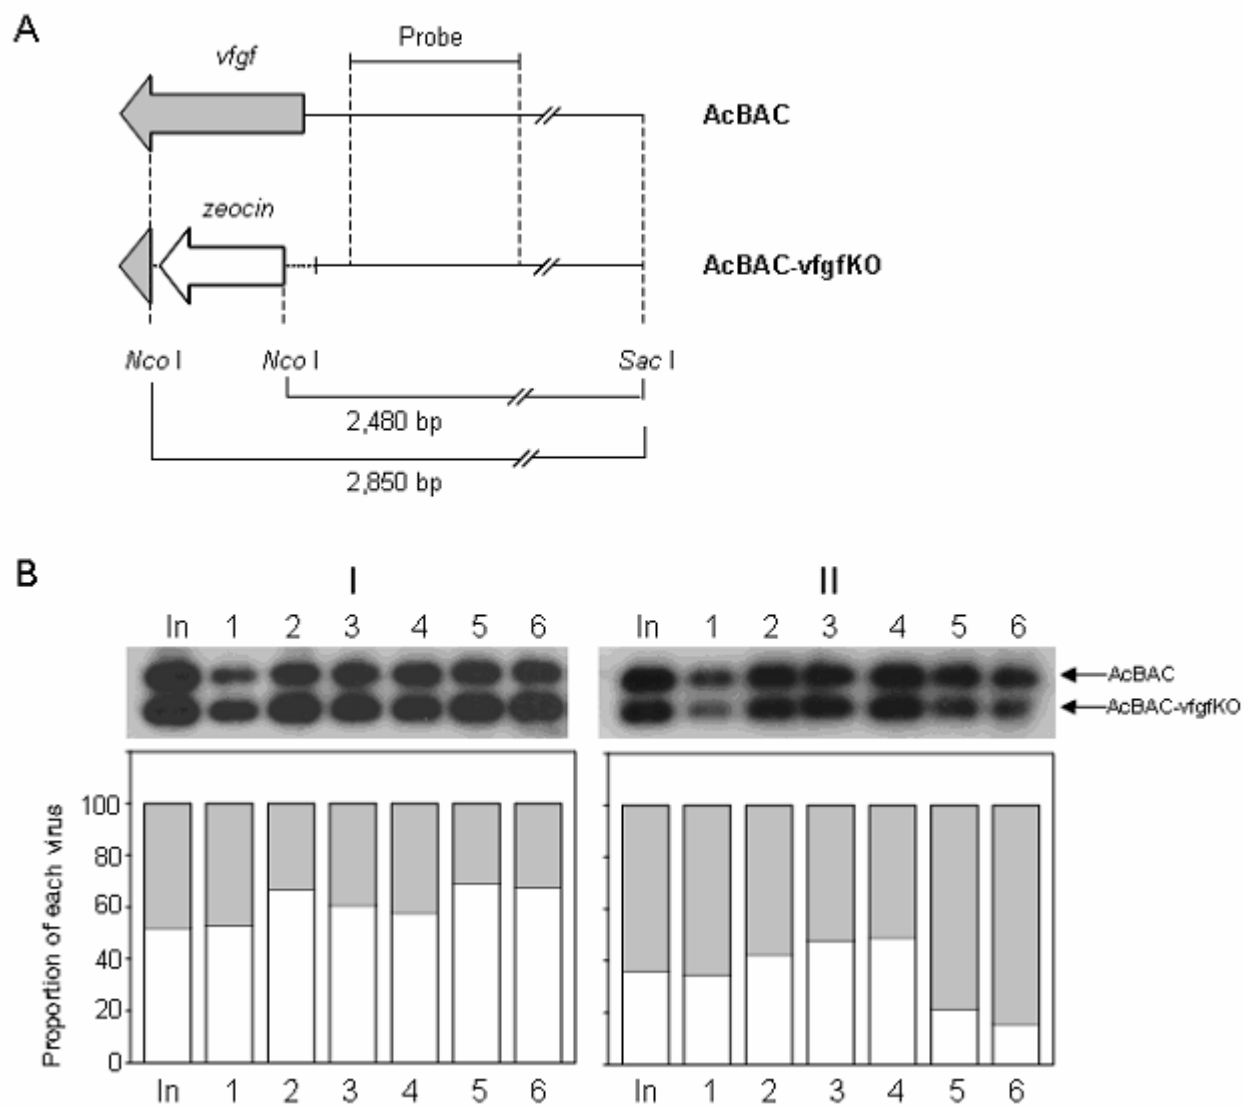 A
Probe
vfgf
AcBAC
zeocin
AcBAC-vfgfKO
Nco I Nco I Sac I
2,480 bp
2,850 bp
B
I II
In 1 2 3 4 5 6 In 1 2 3 4 5 6
AcBAC
AcBAC-vfgfKO
Proportion of each virus
100
80
60
40
20
0
In 1 2 3 4 5 6 In 1 2 3 4 5 6